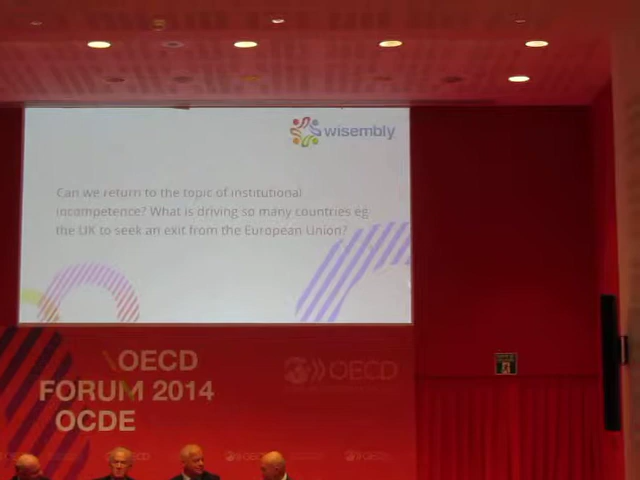 wisembly
Can we return to the topic of institutional
incompetence? What is driving so many countries eg
the UK to seek an exit from the European Union?
OECD
FORUM 2014
OCDE
OECD